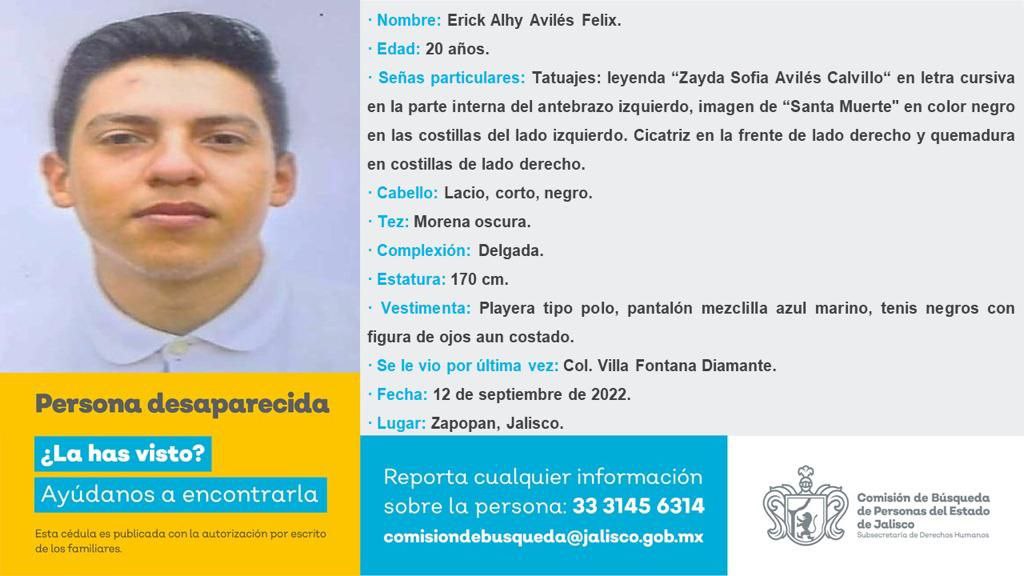 · Nombre: Erick Alhy Avilés Felix.
· Edad: 20 años.
· Señas particulares: Tatuajes: leyenda “Zayda Sofia Avilés Calvillo“ en letra cursiva
en la parte interna del antebrazo izquierdo, imagen de “Santa Muerte" en color negro
en las costillas del lado izquierdo. Cicatriz en la frente de lado derecho y quemadura
en costillas de lado derecho.
· Cabello: Lacio, corto, negro.
· Tez: Morena oscura.
· Complexión: Delgada.
· Estatura: 170 cm.
· Vestimenta: Playera tipo polo, pantalón mezclilla azul marino, tenis negros con
figura de ojos aun costado.
· Se le vio por última vez: Col. Villa Fontana Diamante.
· Fecha: 12 de septiembre de 2022.
· Lugar: Zapopan, Jalisco.
Persona desaparecida
¿La has visto?
Ayúdanos a encontrarla
Esta cédula es publicada con la autorización por escrito
de los familiares.
Reporta cualquier información
sobre la persona: 33 3145 6314
comisiondebusqueda@jalisco.gob.mx
Comisión de Búsqueda
de Personas del Estado
de Jalisco
Subsecretaría de Derechos Humanos